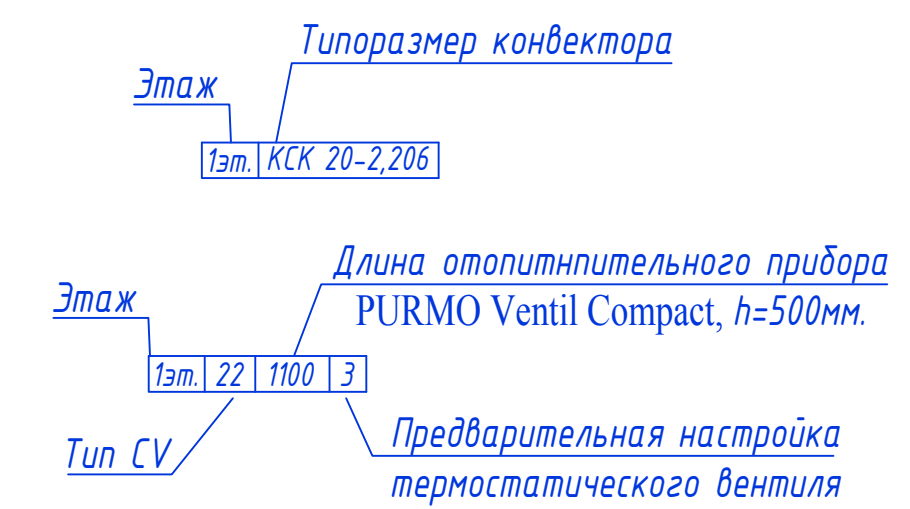 Типоразмер конвектора
Этаж
1эт. КСК 20-2,206
Длина отопитнпительного прибора
Этаж
PURMO Ventil Compact, h=500мм.
1эт. 22 1100 3
Предварительная настройка
Тип CV
термостатического вентиля